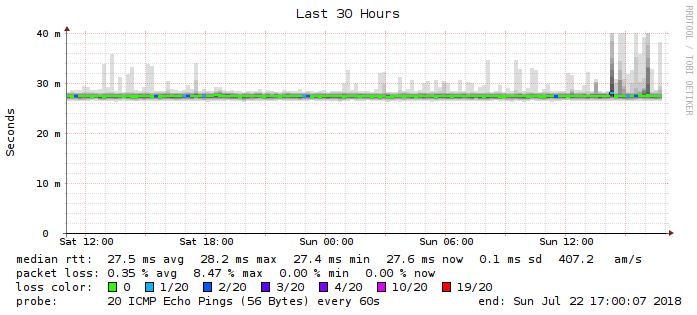 Last 30 Hours
RRDTOOL / TOBI OETIKER
Seconds
40 m
30 m
20 m
10 m
0
Sat 12:00 Sat 18:00 Sun 00:00 Sun 06:00 Sun 12:00
median rtt: 27.5 ms avg 28.2 ms max 27.4 ms min 27.6 ms now 0.1 ms sd 407.2 am/s
packet loss: 0.35 % avg 8.47 % max 0.00 % min 0.00 % now
loss color: 0 1/20 2/20 3/20 4/20 10/20 19/20
probe: 20 ICMP Echo Pings (56 Bytes) every 60s end: Sun Jul 22 17:00:07 2018